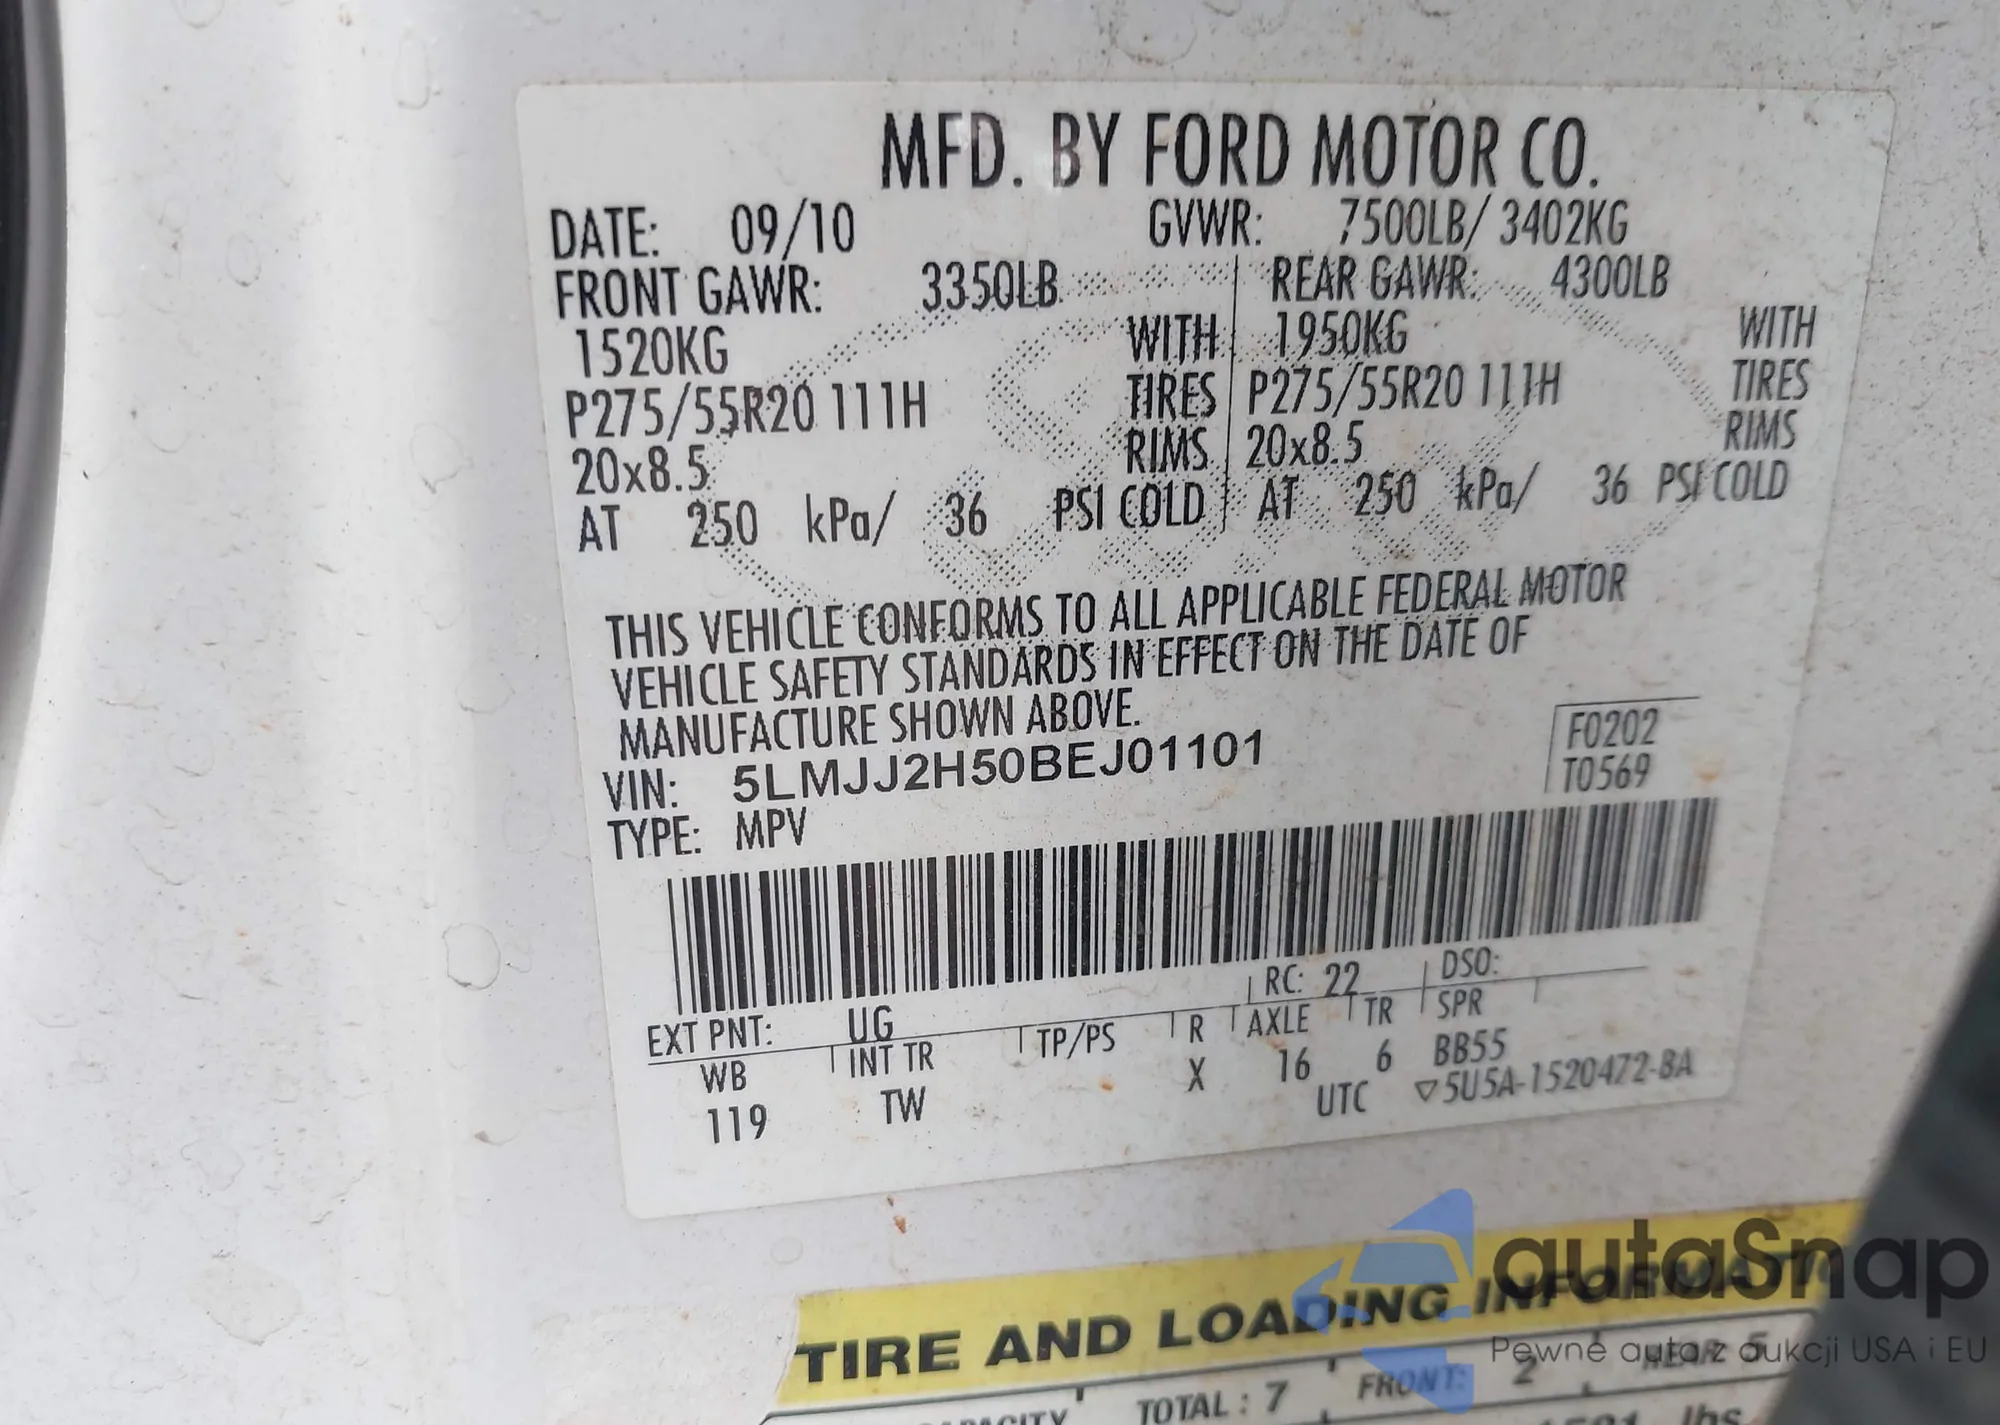 MFD. BY FORD MOTOR CO.
DATE: 09/10 GVWR: 7500LB/ 3402KG
FRONT GAWR: 3350LB REAR GAWR: 4300LB
1520KG WITH 1950KG WITH
P275/55R20 111H TIRES P275/55R20 111H TIRES
20x8.5 RIMS 20x8.5 RIMS
AT 250 kPa/ 36 PSI COLD AT 250 kPa/ 36 PSI COLD
THIS VEHICLE CONFORMS TO ALL APPLICABLE FEDERAL MOTOR
VEHICLE SAFETY STANDARDS IN EFFECT ON THE DATE OF
MANUFACTURE SHOWN ABOVE.
F0202
VIN: 5LMJJ2H50BEJ01101
T0569
TYPE: MPV
RC: 22 DSO:
EXT PNT: UG
WB INT TR TP/PS R AXLE TR SPR
119 TW X 16 6 BB55
UTC ▽5U5A-1520472-BA
autaSnap
TIRE AND LOADING
Pewne auta z aukcji USA i EU
TOTAL : 7 FRONT: 2
lbs